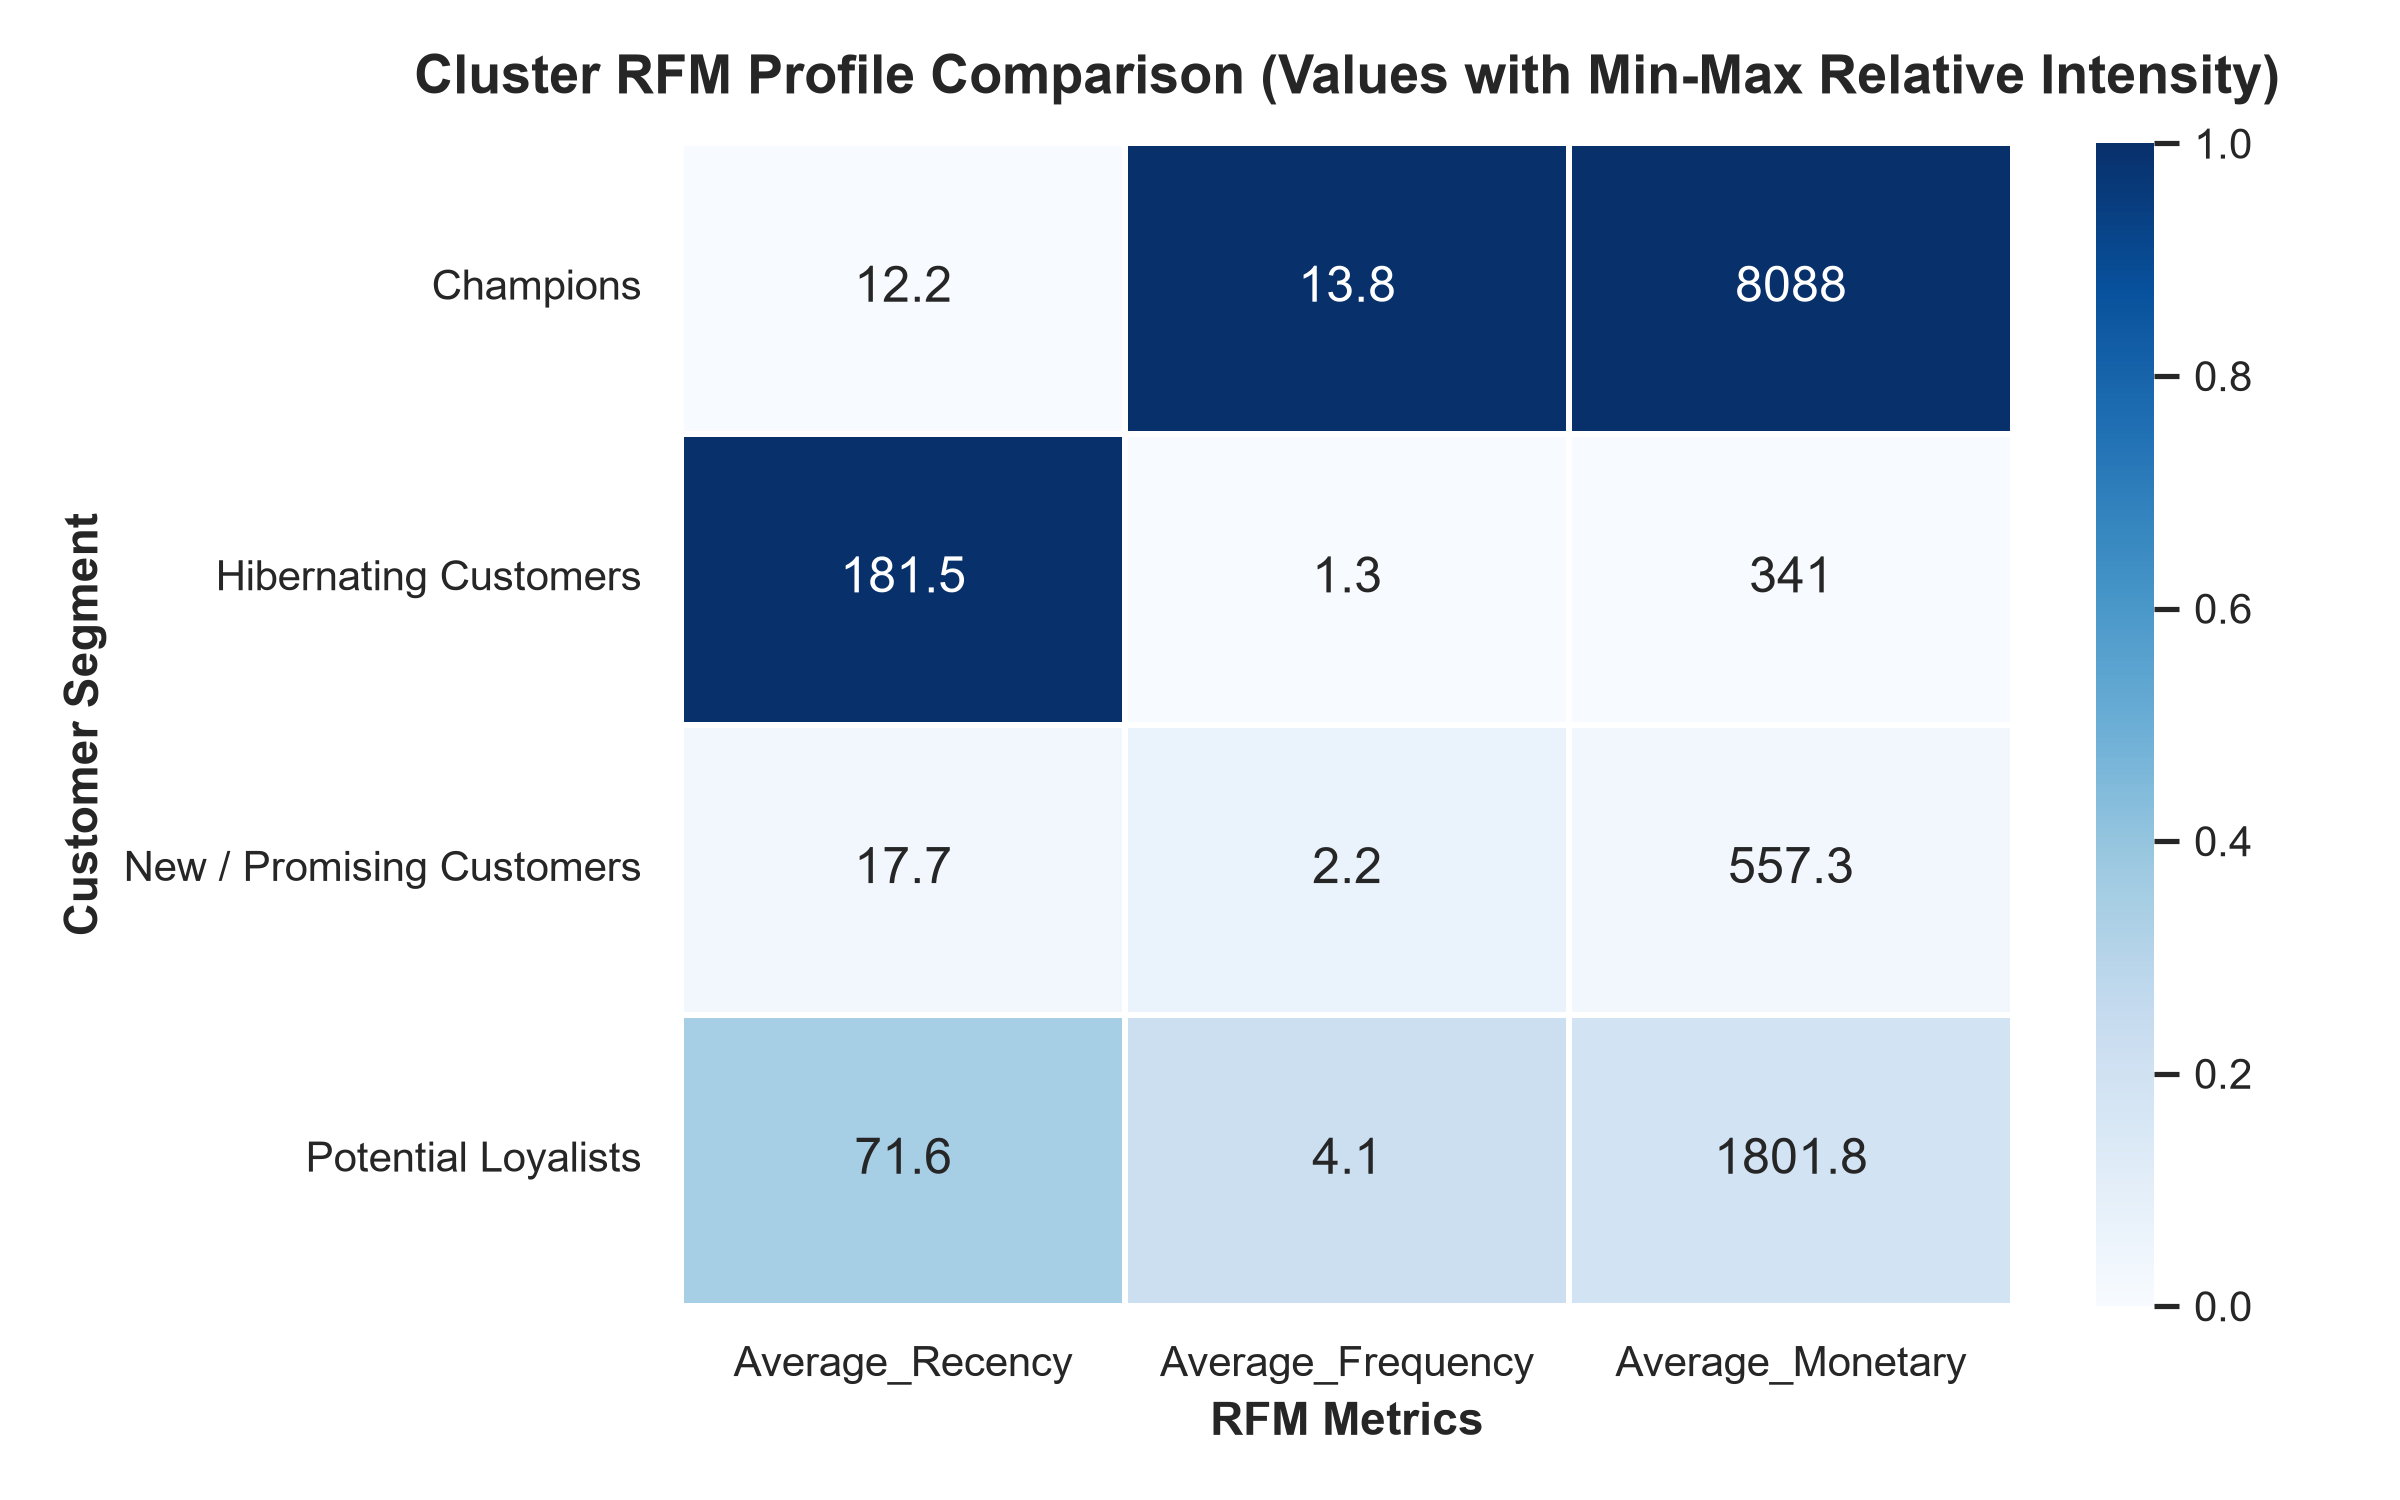 Cluster RFM Profile Comparison (Values with Min-Max Relative Intensity)
Customer Segment
Champions 12.2 13.8 8088
Hibernating Customers 181.5 1.3 341
New / Promising Customers 17.7 2.2 557.3
Potential Loyalists 71.6 4.1 1801.8
Average_Recency Average_Frequency Average_Monetary
RFM Metrics
1.0
0.8
0.6
0.4
0.2
0.0